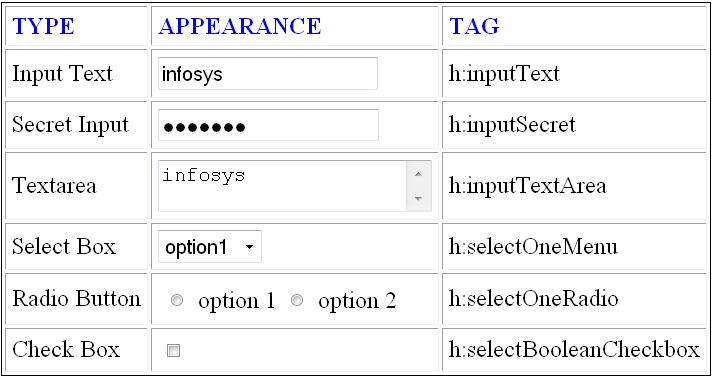 TYPE APPEARANCE TAG
Input Text infosys h:inputText
Secret Input ●●●●●●● h:inputSecret
Textarea infosys h:inputTextArea
Select Box option1 h:selectOneMenu
Radio Button option 1 option 2 h:selectOneRadio
Check Box h:selectBooleanCheckbox